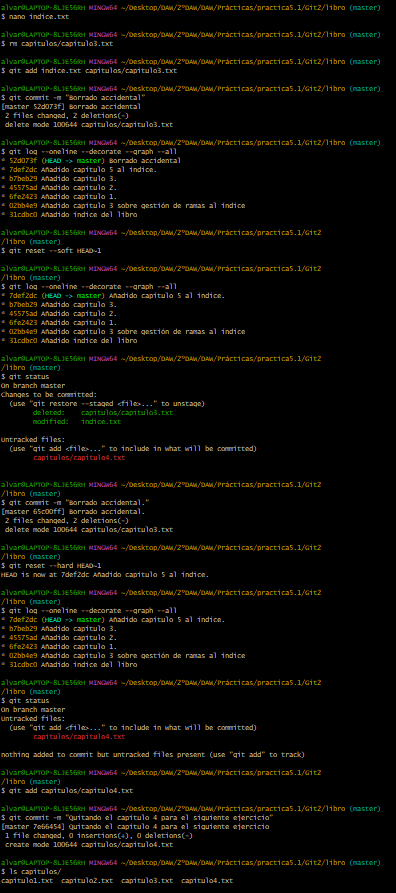 alvar@LAPTOP-8LJE56RH MINGW64 ~/Desktop/DAW/2ºDAW/DAW/Prácticas/practica5.1/Git2/libro (master)
$ nano indice.txt
alvar@LAPTOP-8LJE56RH MINGW64 ~/Desktop/DAW/2ºDAW/DAW/Prácticas/practica5.1/Git2/libro (master)
$ rm capitulos/capitulo3.txt
alvar@LAPTOP-8LJE56RH MINGW64 ~/Desktop/DAW/2ºDAW/DAW/Prácticas/practica5.1/Git2/libro (master)
$ git add indice.txt capitulos/capitulo3.txt
alvar@LAPTOP-8LJE56RH MINGW64 ~/Desktop/DAW/2ºDAW/DAW/Prácticas/practica5.1/Git2/libro (master)
$ git commit -m "Borrado accidental"
[master 52d073f] Borrado accidental
 2 files changed, 2 deletions(-)
 delete mode 100644 capitulos/capitulo3.txt
alvar@LAPTOP-8LJE56RH MINGW64 ~/Desktop/DAW/2ºDAW/DAW/Prácticas/practica5.1/Git2/libro (master)
$ git log --oneline --decorate --graph --all
* 52d073f (HEAD -> master) Borrado accidental
* 7def2dc Añadido capitulo 5 al indice.
* b7beb29 Añadido capitulo 3.
* 45575ad Añadido capitulo 2.
* 6fe2423 Añadido capitulo 1.
* 02bb4e9 Añadido capitulo 3 sobre gestión de ramas al indice
* 31cdbc0 Añadido indice del libro
alvar@LAPTOP-8LJE56RH MINGW64 ~/Desktop/DAW/2ºDAW/DAW/Prácticas/practica5.1/Git2
/libro (master)
$ git reset --soft HEAD~1
alvar@LAPTOP-8LJE56RH MINGW64 ~/Desktop/DAW/2ºDAW/DAW/Prácticas/practica5.1/Git2
/libro (master)
$ git log --oneline --decorate --graph --all
* 7def2dc (HEAD -> master) Añadido capitulo 5 al indice.
* b7beb29 Añadido capitulo 3.
* 45575ad Añadido capitulo 2.
* 6fe2423 Añadido capitulo 1.
* 02bb4e9 Añadido capitulo 3 sobre gestión de ramas al indice
* 31cdbc0 Añadido indice del libro
alvar@LAPTOP-8LJE56RH MINGW64 ~/Desktop/DAW/2ºDAW/DAW/Prácticas/practica5.1/Git2
/libro (master)
$ git status
On branch master
Changes to be committed:
  (use "git restore --staged <file>..." to unstage)
        deleted:    capitulos/capitulo3.txt
        modified:   indice.txt
Untracked files:
  (use "git add <file>..." to include in what will be committed)
        capitulos/capitulo4.txt
alvar@LAPTOP-8LJE56RH MINGW64 ~/Desktop/DAW/2ºDAW/DAW/Prácticas/practica5.1/Git2
/libro (master)
$ git commit -m "Borrado accidental."
[master 65c00ff] Borrado accidental.
 2 files changed, 2 deletions(-)
 delete mode 100644 capitulos/capitulo3.txt
alvar@LAPTOP-8LJE56RH MINGW64 ~/Desktop/DAW/2ºDAW/DAW/Prácticas/practica5.1/Git2
/libro (master)
$ git reset --hard HEAD~1
HEAD is now at 7def2dc Añadido capitulo 5 al indice.
alvar@LAPTOP-8LJE56RH MINGW64 ~/Desktop/DAW/2ºDAW/DAW/Prácticas/practica5.1/Git2
/libro (master)
$ git log --oneline --decorate --graph --all
* 7def2dc (HEAD -> master) Añadido capitulo 5 al indice.
* b7beb29 Añadido capitulo 3.
* 45575ad Añadido capitulo 2.
* 6fe2423 Añadido capitulo 1.
* 02bb4e9 Añadido capitulo 3 sobre gestión de ramas al indice
* 31cdbc0 Añadido indice del libro
alvar@LAPTOP-8LJE56RH MINGW64 ~/Desktop/DAW/2ºDAW/DAW/Prácticas/practica5.1/Git2
/libro (master)
$ git status
On branch master
Untracked files:
  (use "git add <file>..." to include in what will be committed)
        capitulos/capitulo4.txt
nothing added to commit but untracked files present (use "git add" to track)
alvar@LAPTOP-8LJE56RH MINGW64 ~/Desktop/DAW/2ºDAW/DAW/Prácticas/practica5.1/Git2
/libro (master)
$ git add capitulos/capitulo4.txt
alvar@LAPTOP-8LJE56RH MINGW64 ~/Desktop/DAW/2ºDAW/DAW/Prácticas/practica5.1/Git2/libro (master)
$ git commit -m "Quitando el capitulo 4 para el siguiente ejercicio"
[master 7e66454] Quitando el capitulo 4 para el siguiente ejercicio
 1 file changed, 0 insertions(+), 0 deletions(-)
 create mode 100644 capitulos/capitulo4.txt
alvar@LAPTOP-8LJE56RH MINGW64 ~/Desktop/DAW/2ºDAW/DAW/Prácticas/practica5.1/Git2/libro (master)
$ ls capitulos/
capitulo1.txt  capitulo2.txt  capitulo3.txt  capitulo4.txt